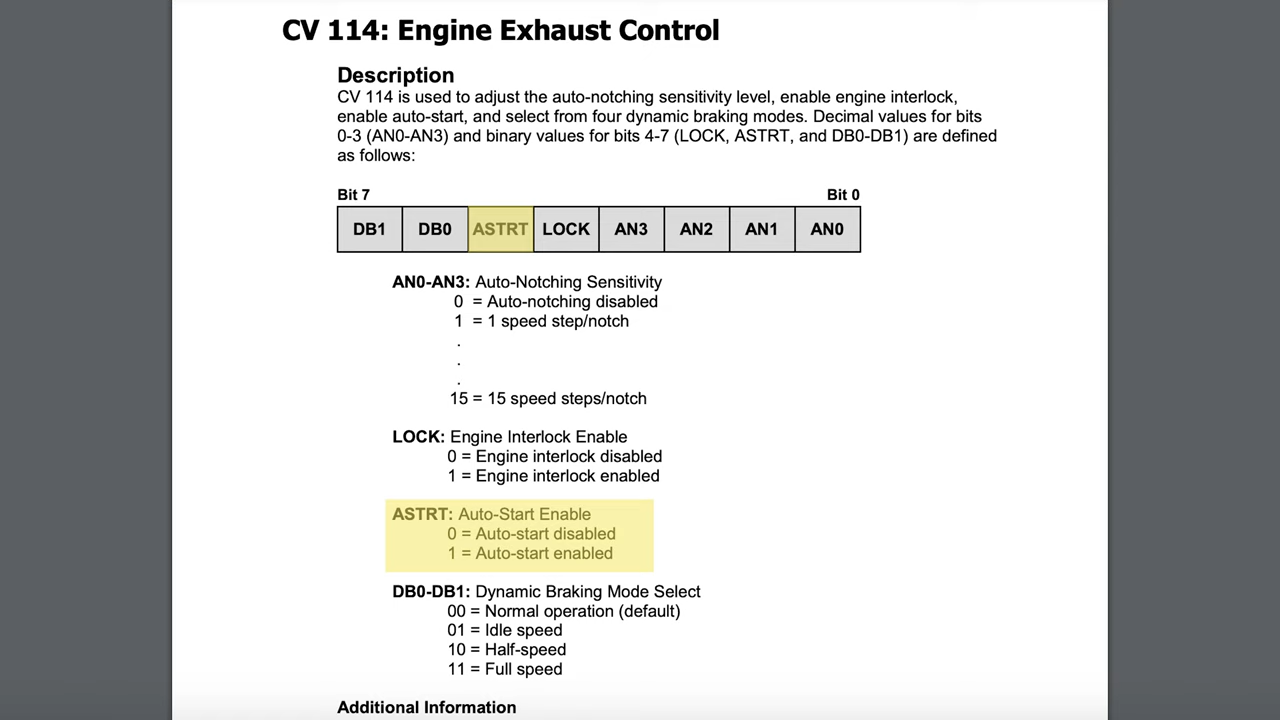 CV 114: Engine Exhaust Control
Description
CV 114 is used to adjust the auto-notching sensitivity level, enable engine interlock,
enable auto-start, and select from four dynamic braking modes. Decimal values for bits
0-3 (AN0-AN3) and binary values for bits 4-7 (LOCK, ASTRT, and DB0-DB1) are defined
as follows:
Bit 7 Bit 0
DB1 DB0 ASTRT LOCK AN3 AN2 AN1 AN0
AN0-AN3: Auto-Notching Sensitivity
0 = Auto-notching disabled
1 = 1 speed step/notch
.
.
.
15 = 15 speed steps/notch
LOCK: Engine Interlock Enable
0 = Engine interlock disabled
1 = Engine interlock enabled
ASTRT: Auto-Start Enable
0 = Auto-start disabled
1 = Auto-start enabled
DB0-DB1: Dynamic Braking Mode Select
00 = Normal operation (default)
01 = Idle speed
10 = Half-speed
11 = Full speed
Additional Information